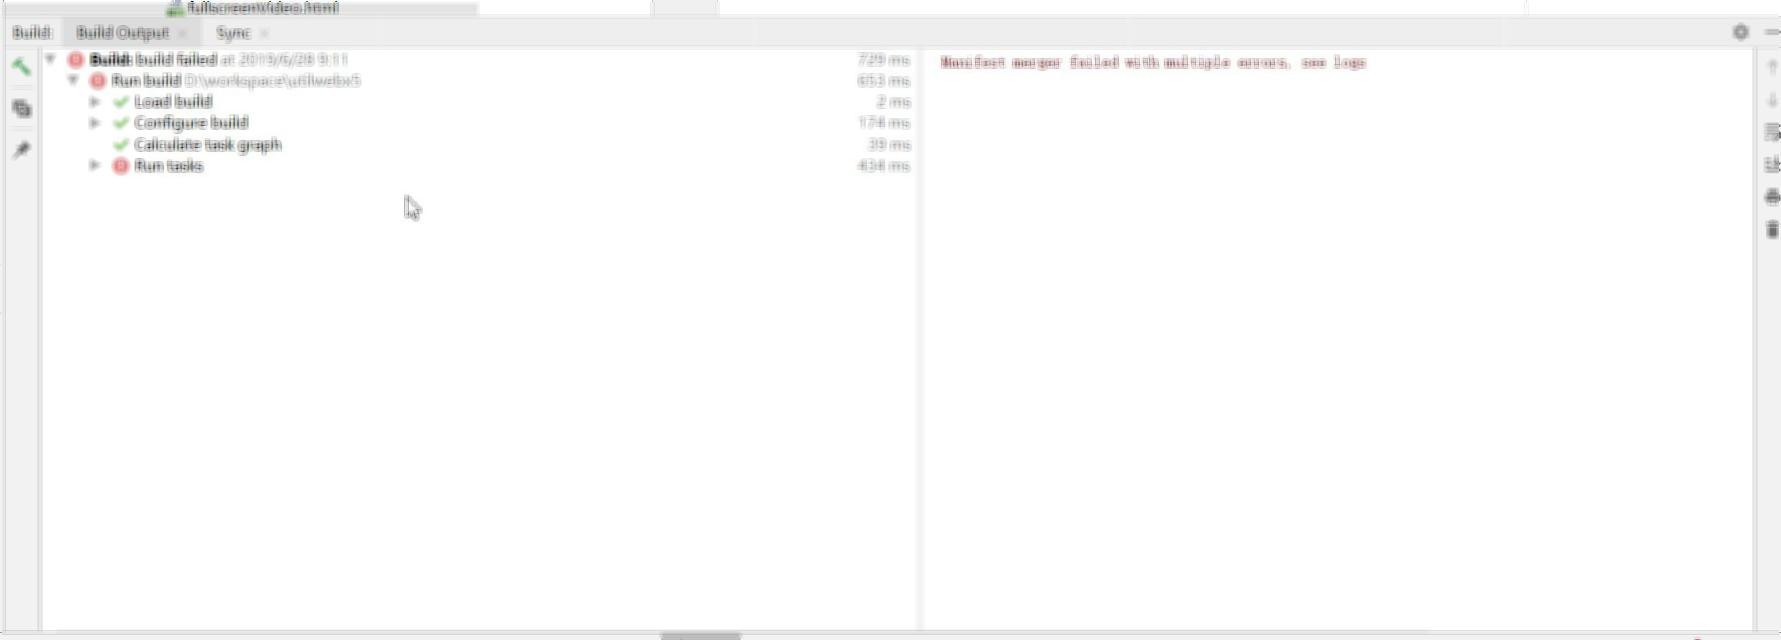 fullscreenVideo.html
Build: Build Output × Sync ×
Build: build failed at 2019/6/28 9:11 729 ms
Run build D:\workspace\utilwebx5 653 ms
Load build 2 ms
Configure build 174 ms
Calculate task graph 39 ms
Run tasks 434 ms
Manifest merger failed with multiple errors, see logs